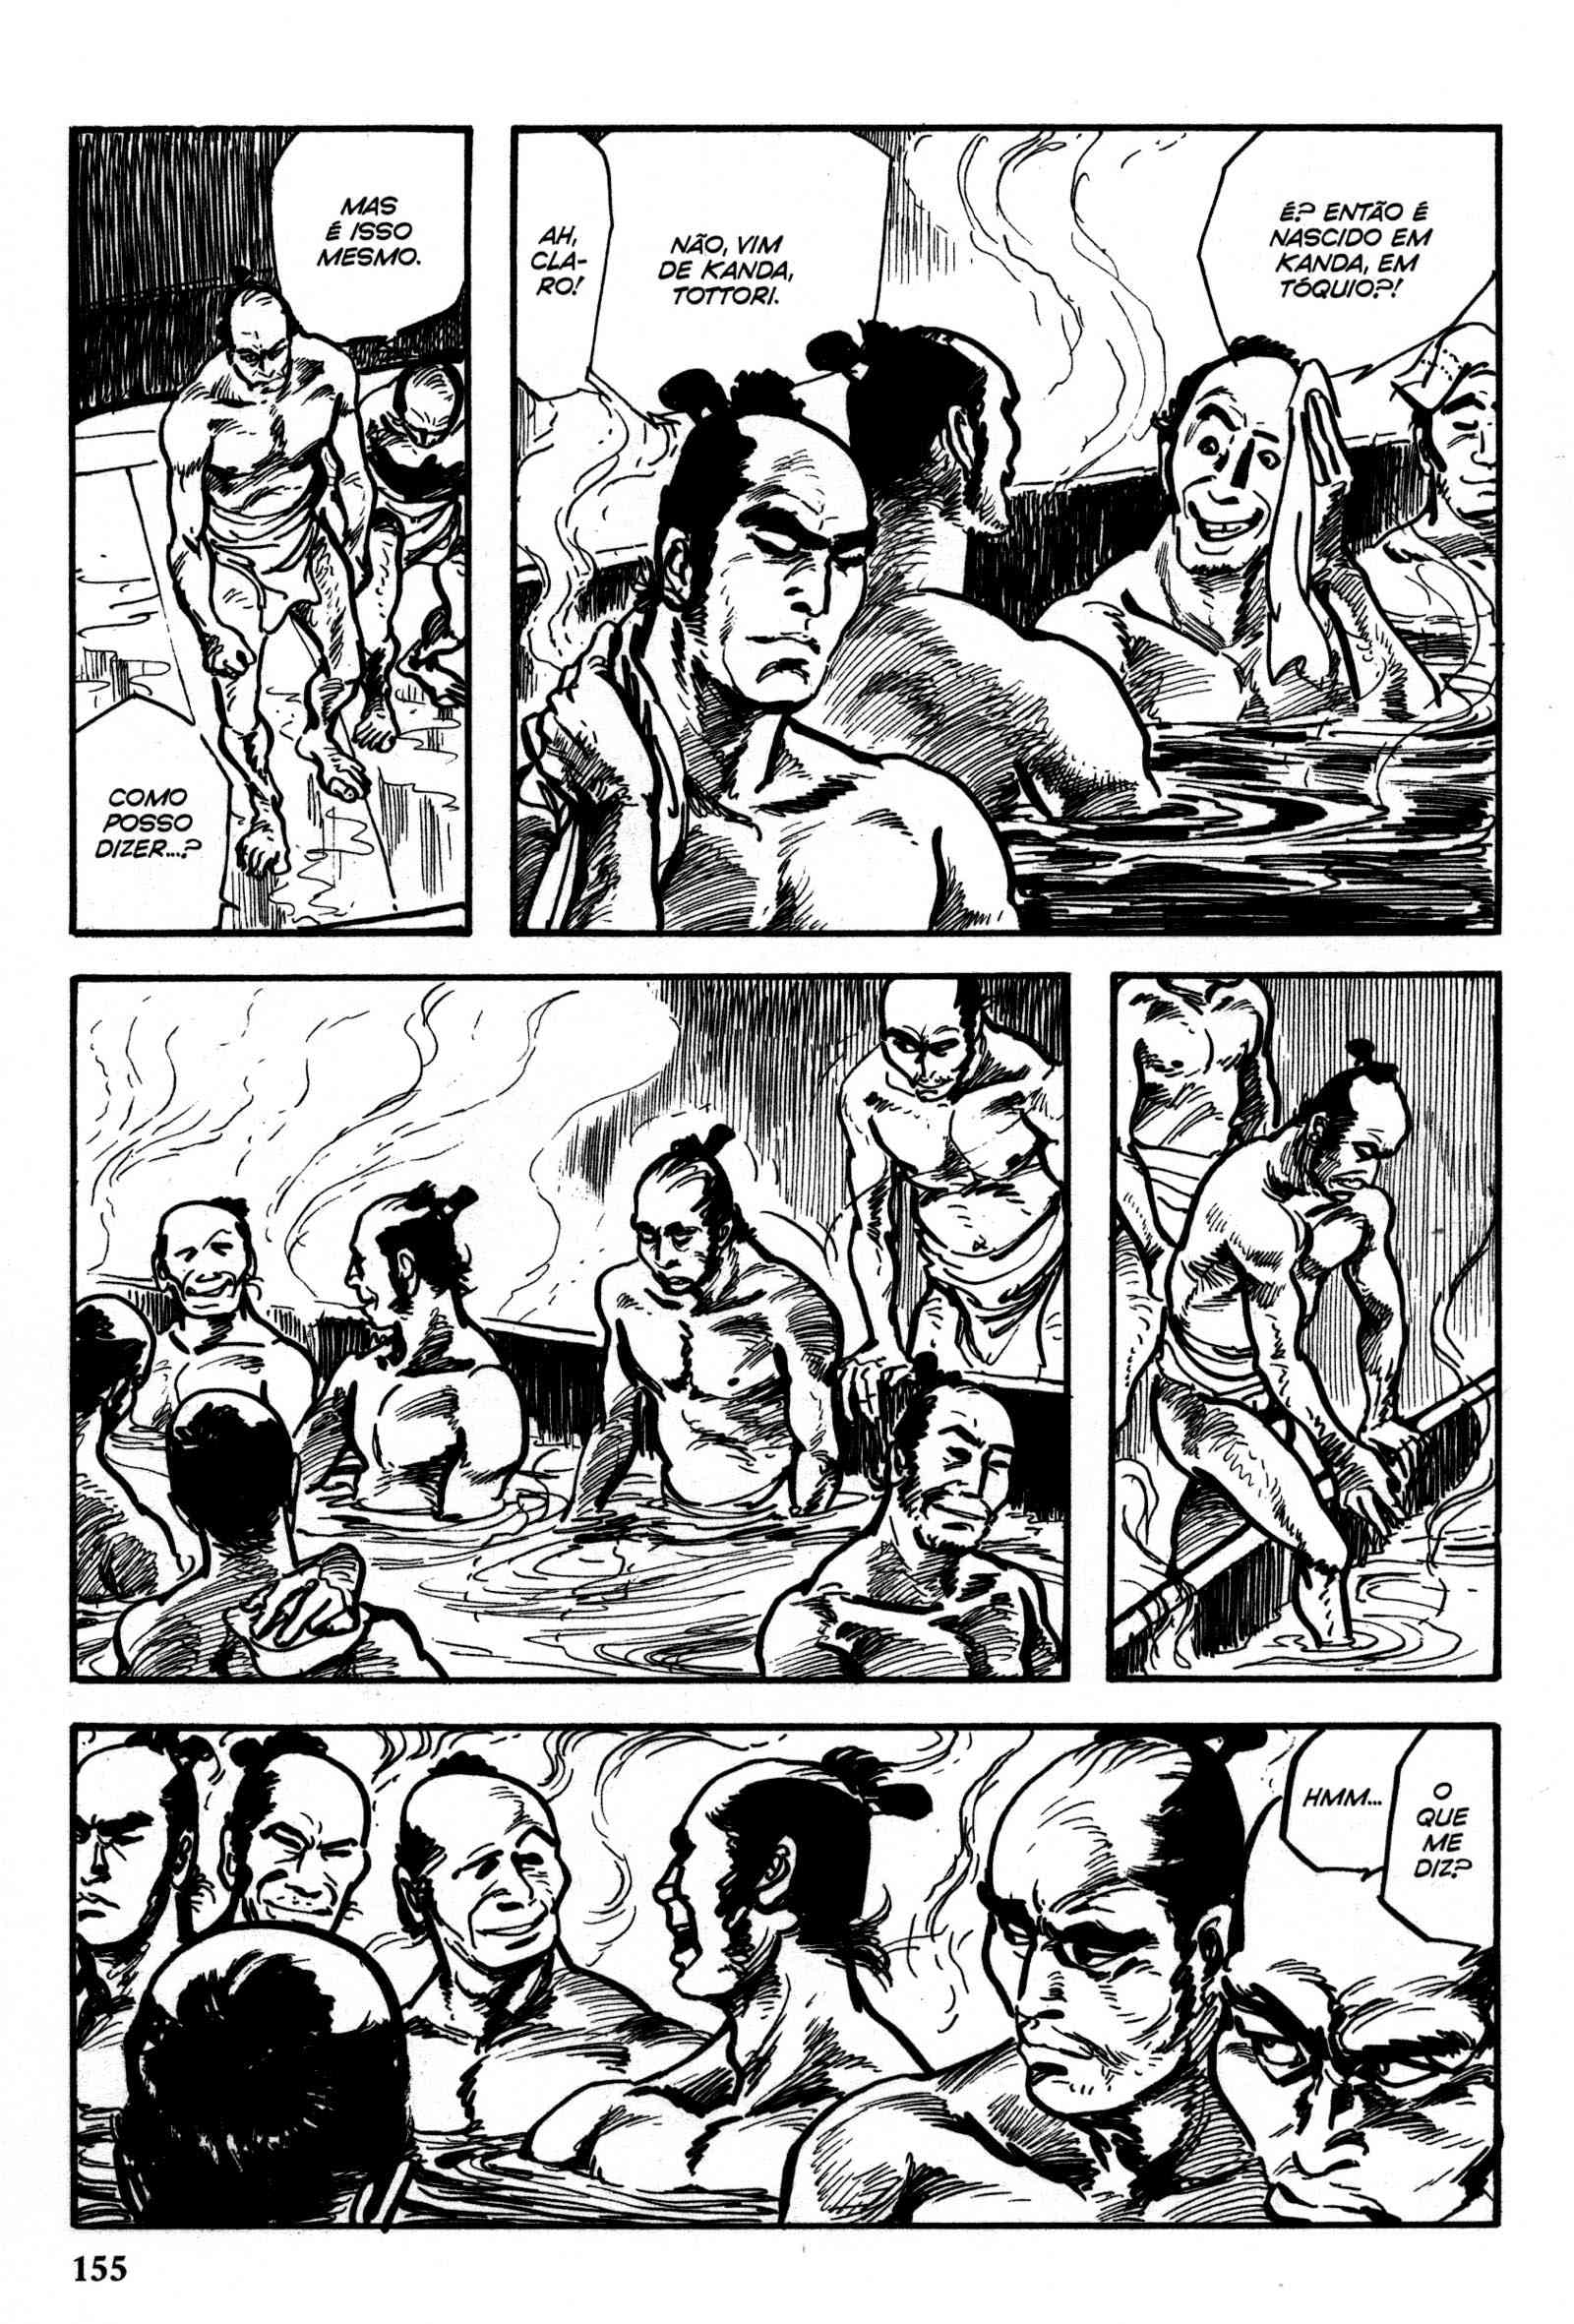 É? ENTÃO É
NASCIDO EM
KANDA, EM
TÓQUIO?!
NÃO, VIM
DE KANDA,
TOTTORI.
AH,
CLA-
RO!
MAS
É ISSO
MESMO.
COMO
POSSO
DIZER...?
O
QUE
ME
DIZ?
HMM...
155